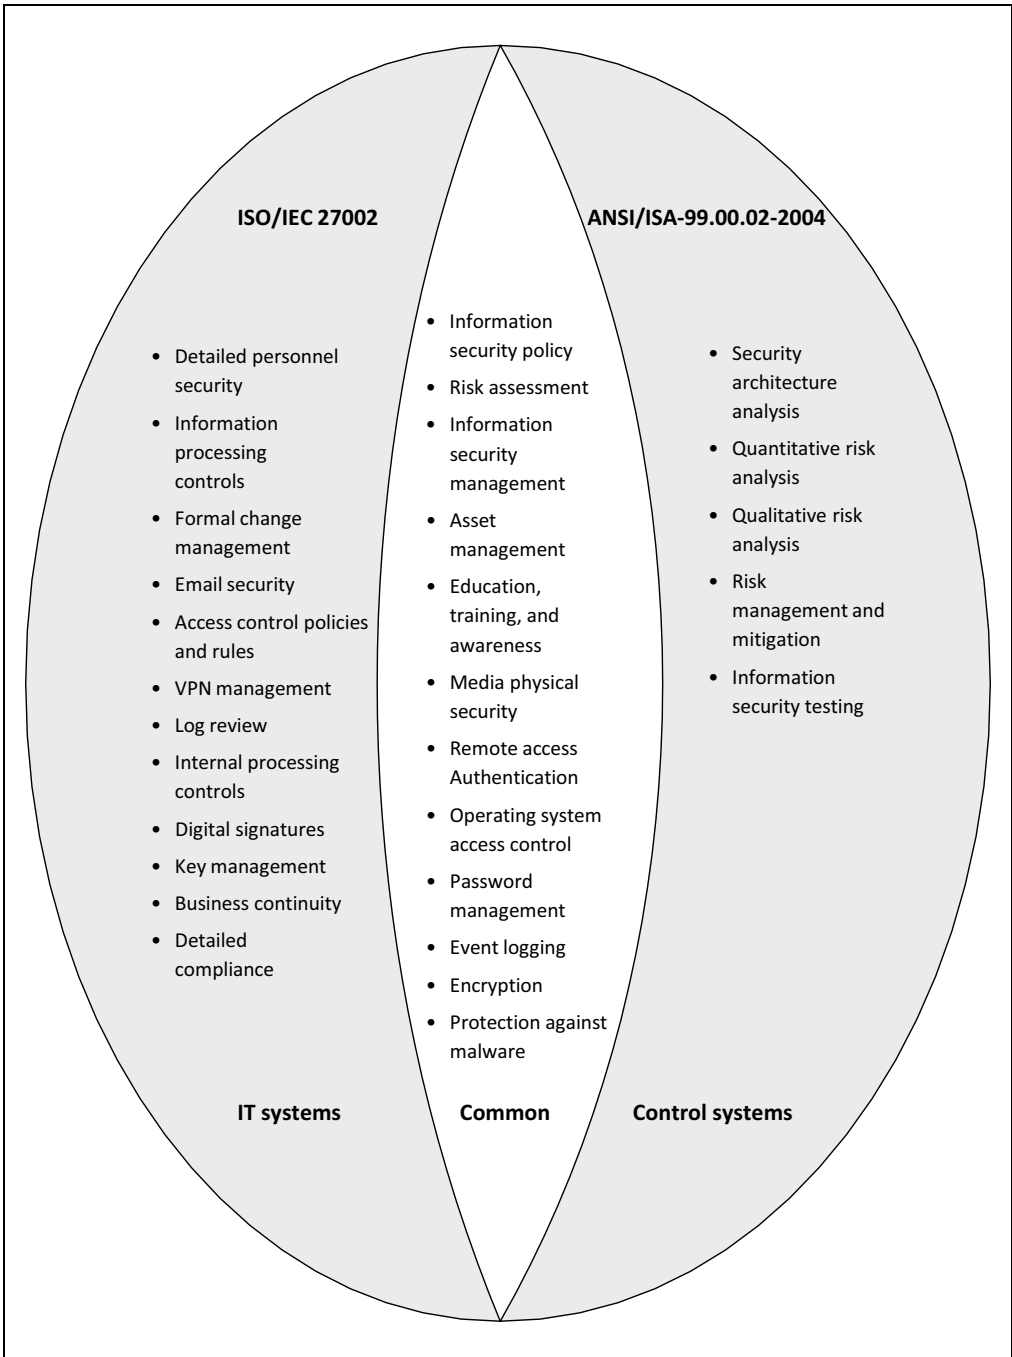 ISO/IEC 27002
ANSI/ISA-99.00.02-2004
• Detailed personnel
security
• Information
processing
controls
• Formal change
management
• Email security
• Access control policies
and rules
• VPN management
• Log review
• Internal processing
controls
• Digital signatures
• Key management
• Business continuity
• Detailed
compliance
IT systems
• Information
security policy
• Risk assessment
• Information
security
management
• Asset
management
• Education,
training, and
awareness
• Media physical
security
• Remote access
Authentication
• Operating system
access control
• Password
management
• Event logging
• Encryption
• Protection against
malware
Common
• Security
architecture
analysis
• Quantitative risk
analysis
• Qualitative risk
analysis
• Risk
management and
mitigation
• Information
security testing
Control systems